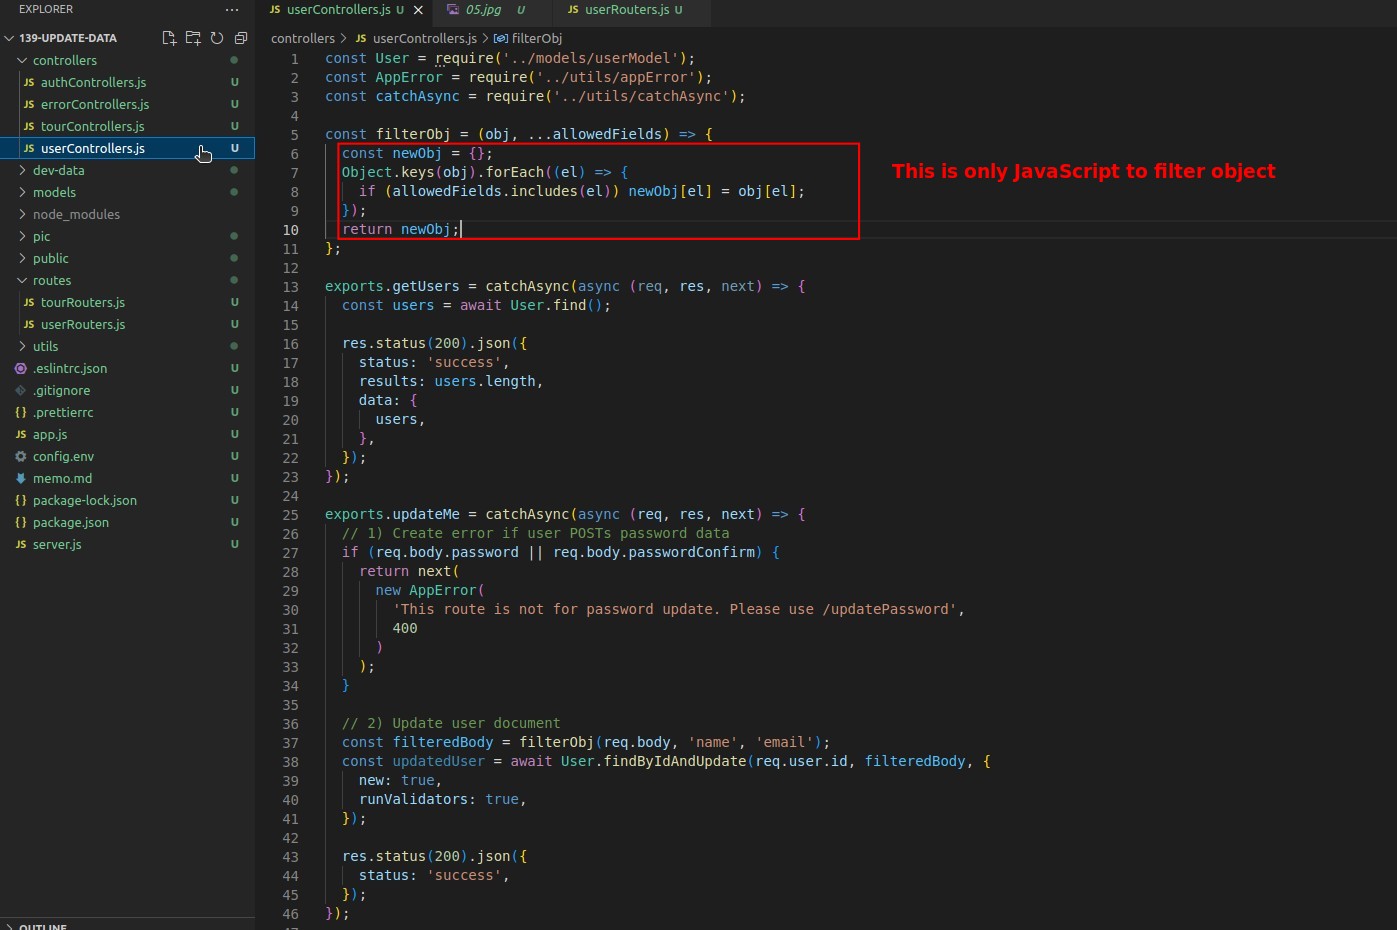 EXPLORER
139-UPDATE-DATA
controllers
JS authControllers.js U
JS errorControllers.js U
JS tourControllers.js U
JS userControllers.js U
dev-data
models
node_modules
pic
public
routes
JS tourRouters.js U
JS userRouters.js U
utils
.eslintrc.json U
.gitignore U
{} .prettierrc U
JS app.js U
config.env U
memo.md U
{} package-lock.json U
{} package.json U
JS server.js U
OUTLINE
JS userControllers.js U
05.jpg U
JS userRouters.js U
controllers > JS userControllers.js > filterObj
1 const User = require('../models/userModel');
2 const AppError = require('../utils/appError');
3 const catchAsync = require('../utils/catchAsync');
4
5 const filterObj = (obj, ...allowedFields) => {
6 const newObj = {};
7 Object.keys(obj).forEach((el) => {
8 if (allowedFields.includes(el)) newObj[el] = obj[el];
9 });
10 return newObj;
11 };
12
13 exports.getUsers = catchAsync(async (req, res, next) => {
14 const users = await User.find();
15
16 res.status(200).json({
17 status: 'success',
18 results: users.length,
19 data: {
20 users,
21 },
22 });
23 });
24
25 exports.updateMe = catchAsync(async (req, res, next) => {
26 // 1) Create error if user POSTs password data
27 if (req.body.password || req.body.passwordConfirm) {
28 return next(
29 new AppError(
30 'This route is not for password update. Please use /updatePassword',
31 400
32 )
33 );
34 }
35
36 // 2) Update user document
37 const filteredBody = filterObj(req.body, 'name', 'email');
38 const updatedUser = await User.findByIdAndUpdate(req.user.id, filteredBody, {
39 new: true,
40 runValidators: true,
41 });
42
43 res.status(200).json({
44 status: 'success',
45 });
46 });
This is only JavaScript to filter object